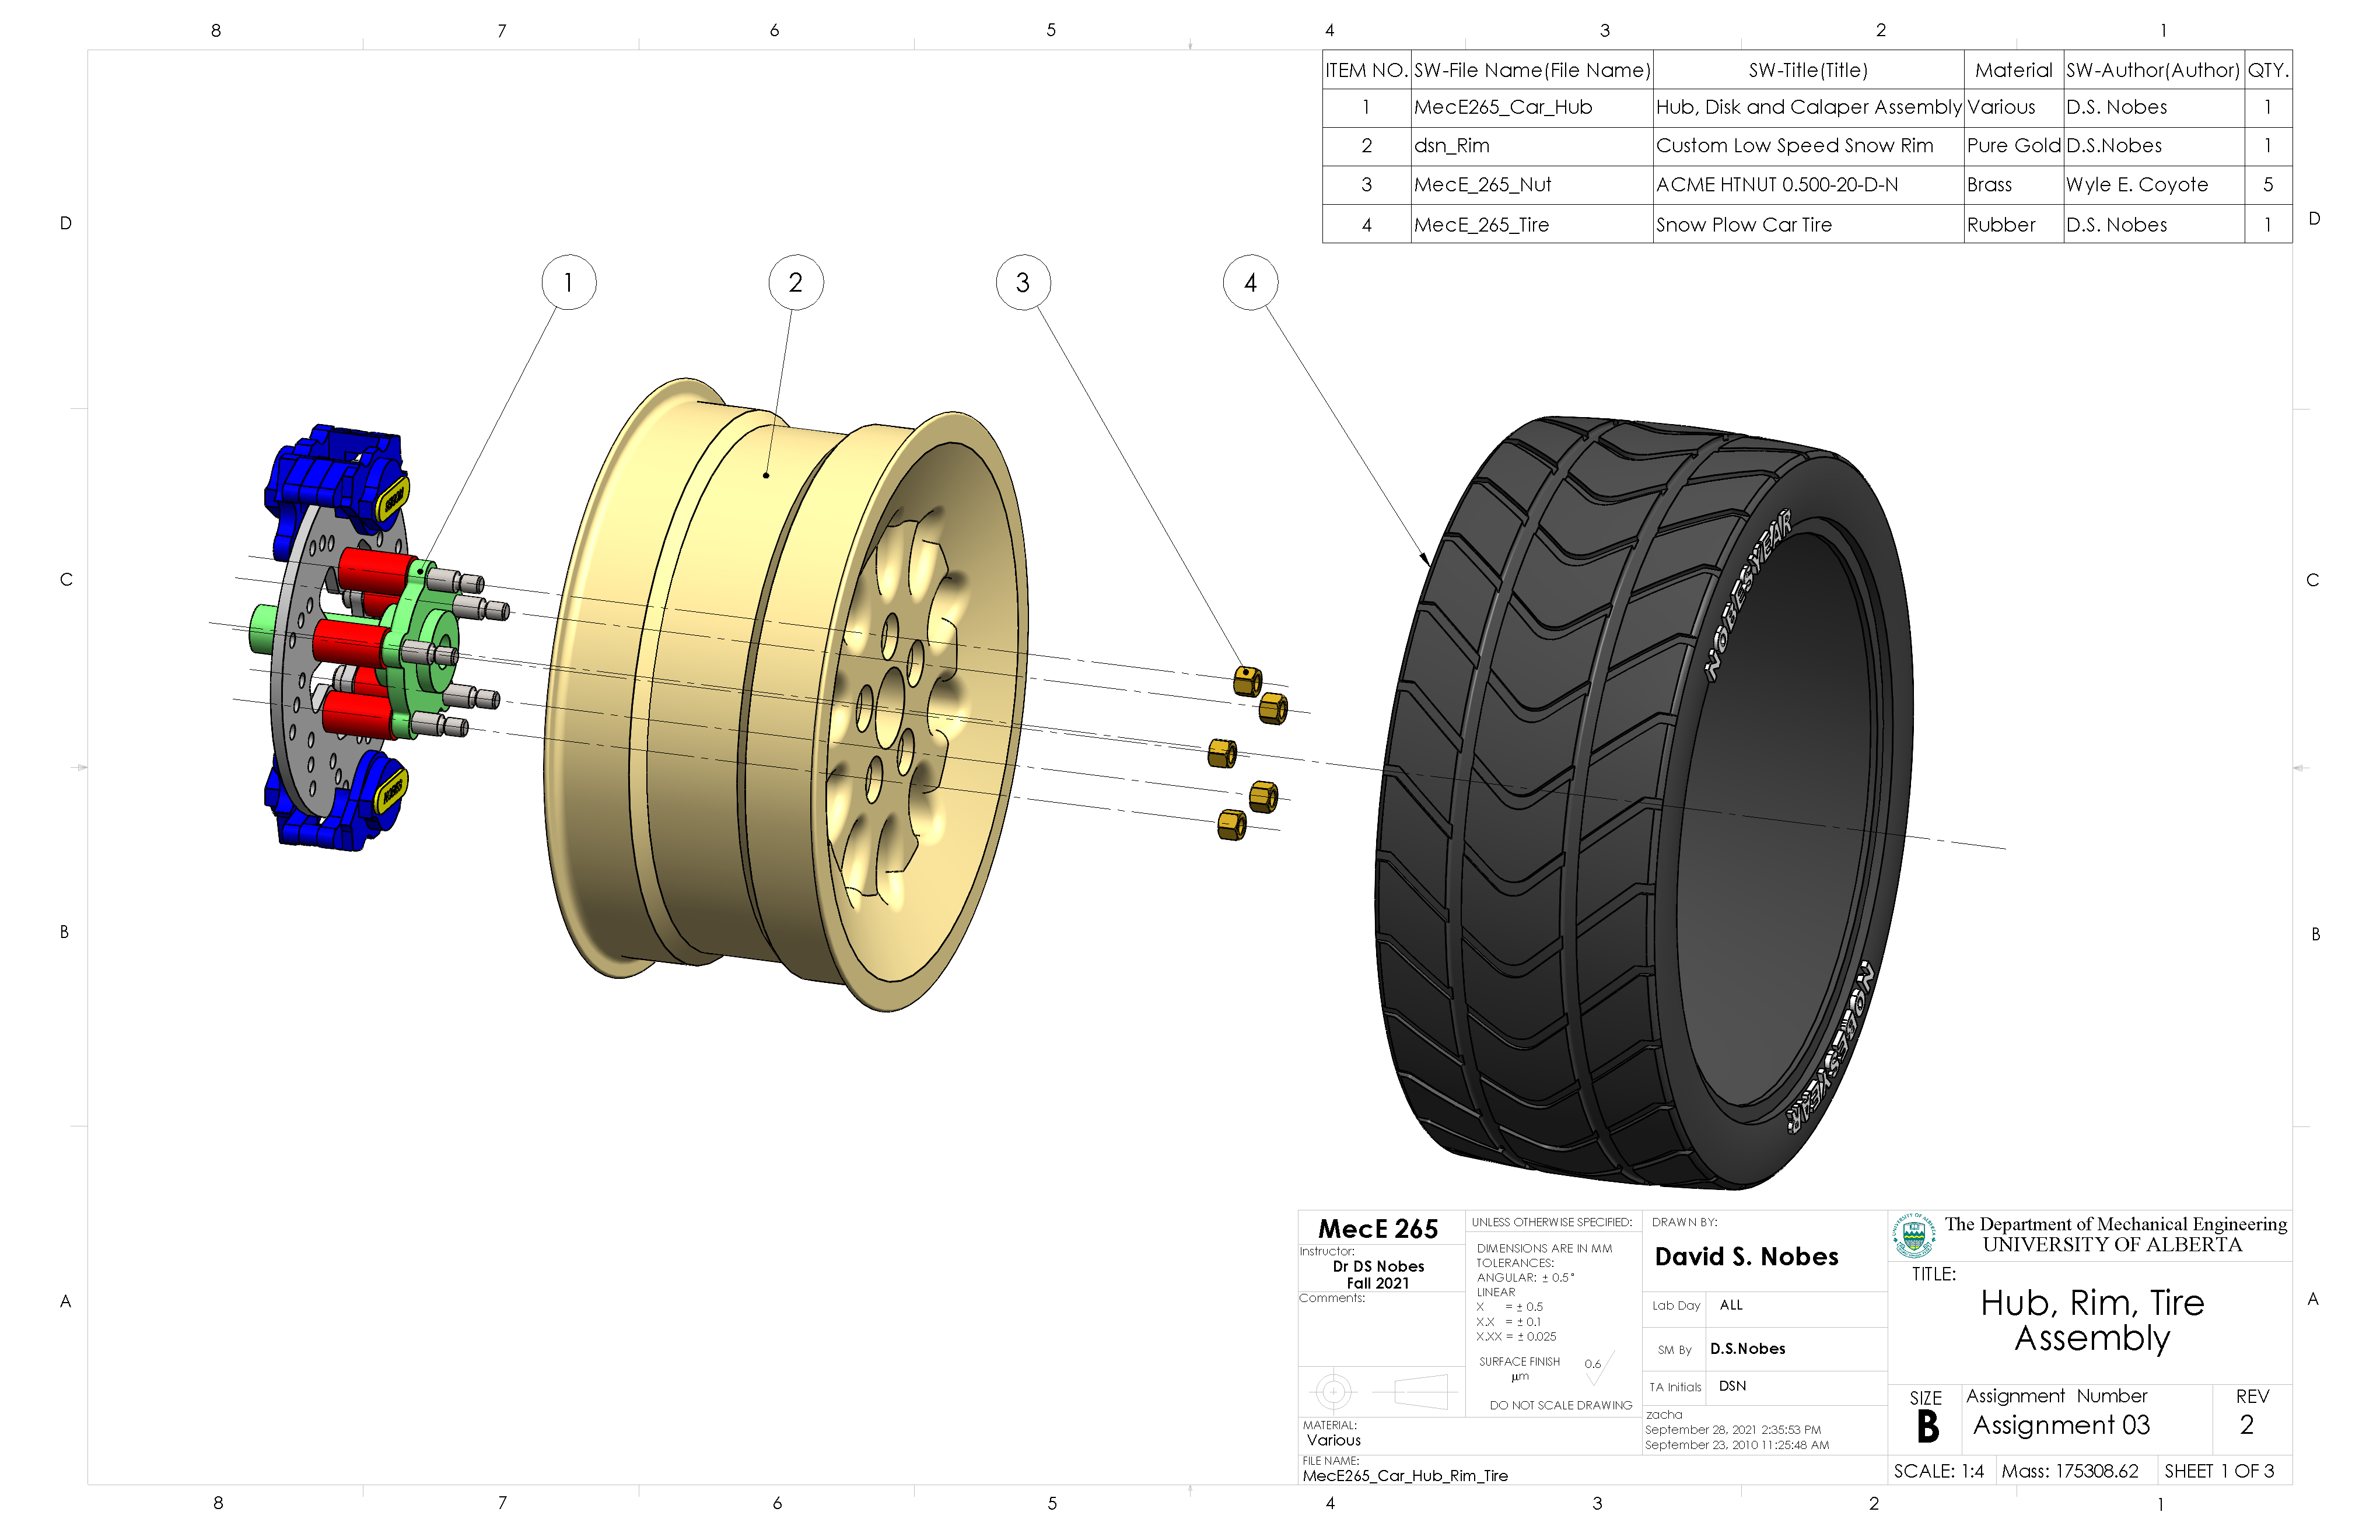 8 7 6 5 4 3 2 1
ITEM NO. SW-File Name(File Name) SW-Title(Title) Material SW-Author(Author) QTY.
1 MecE265_Car_Hub Hub, Disk and Calaper Assembly Various D.S. Nobes 1
2 dsn_Rim Custom Low Speed Snow Rim Pure Gold D.S.Nobes 1
3 MecE_265_Nut ACME HTNUT 0.500-20-D-N Brass Wyle E. Coyote 5
4 MecE_265_Tire Snow Plow Car Tire Rubber D.S. Nobes 1
D D
1 2 3 4
NOBES
NOBESYEAR
C C
NOBES
B B
NOBESYEAR
A A
MecE 265
Instructor:
Dr DS Nobes
Fall 2021
Comments:
MATERIAL:
Various
FILE NAME:
MecE265_Car_Hub_Rim_Tire
UNLESS OTHERWISE SPECIFIED:
DIMENSIONS ARE IN MM
TOLERANCES:
ANGULAR: ± 0.5°
LINEAR
X = ± 0.5
X.X = ± 0.1
X.XX = ± 0.025
SURFACE FINISH 0.6
µm
DO NOT SCALE DRAWING
DRAWN BY:
David S. Nobes
Lab Day ALL
SM By D.S.Nobes
TA Initials DSN
zacha
September 28, 2021 2:35:53 PM
September 23, 2010 11:25:48 AM
The Department of Mechanical Engineering
UNIVERSITY OF ALBERTA
TITLE:
Hub, Rim, Tire
Assembly
SIZE
B
Assignment Number
Assignment 03
REV
2
SCALE: 1:4 Mass: 175308.62 SHEET 1 OF 3
8 7 6 5 4 3 2 1